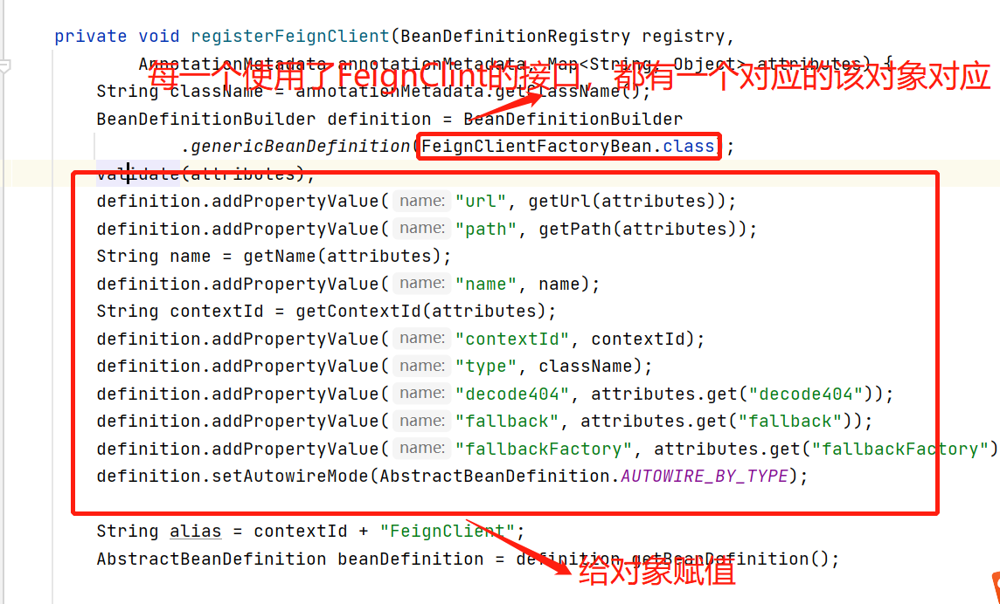 private void registerFeignClient(BeanDefinitionRegistry registry,
AnnotationMetadata annotationMetadata, Map<String, Object> attributes) {
每一个使用了FeignClint的接口，都有一个对应的该对象对应
String className = annotationMetadata.getClassName();
BeanDefinitionBuilder definition = BeanDefinitionBuilder
.genericBeanDefinition(FeignClientFactoryBean.class);
validate(attributes);
definition.addPropertyValue( name: "url", getUrl(attributes));
definition.addPropertyValue( name: "path", getPath(attributes));
String name = getName(attributes);
definition.addPropertyValue( name: "name", name);
String contextId = getContextId(attributes);
definition.addPropertyValue( name: "contextId", contextId);
definition.addPropertyValue( name: "type", className);
definition.addPropertyValue( name: "decode404", attributes.get("decode404"));
definition.addPropertyValue( name: "fallback", attributes.get("fallback"));
definition.addPropertyValue( name: "fallbackFactory", attributes.get("fallbackFactory")
definition.setAutowireMode(AbstractBeanDefinition.AUTOWIRE_BY_TYPE);
String alias = contextId + "FeignClient";
AbstractBeanDefinition beanDefinition = definition.getBeanDefinition();
给对象赋值